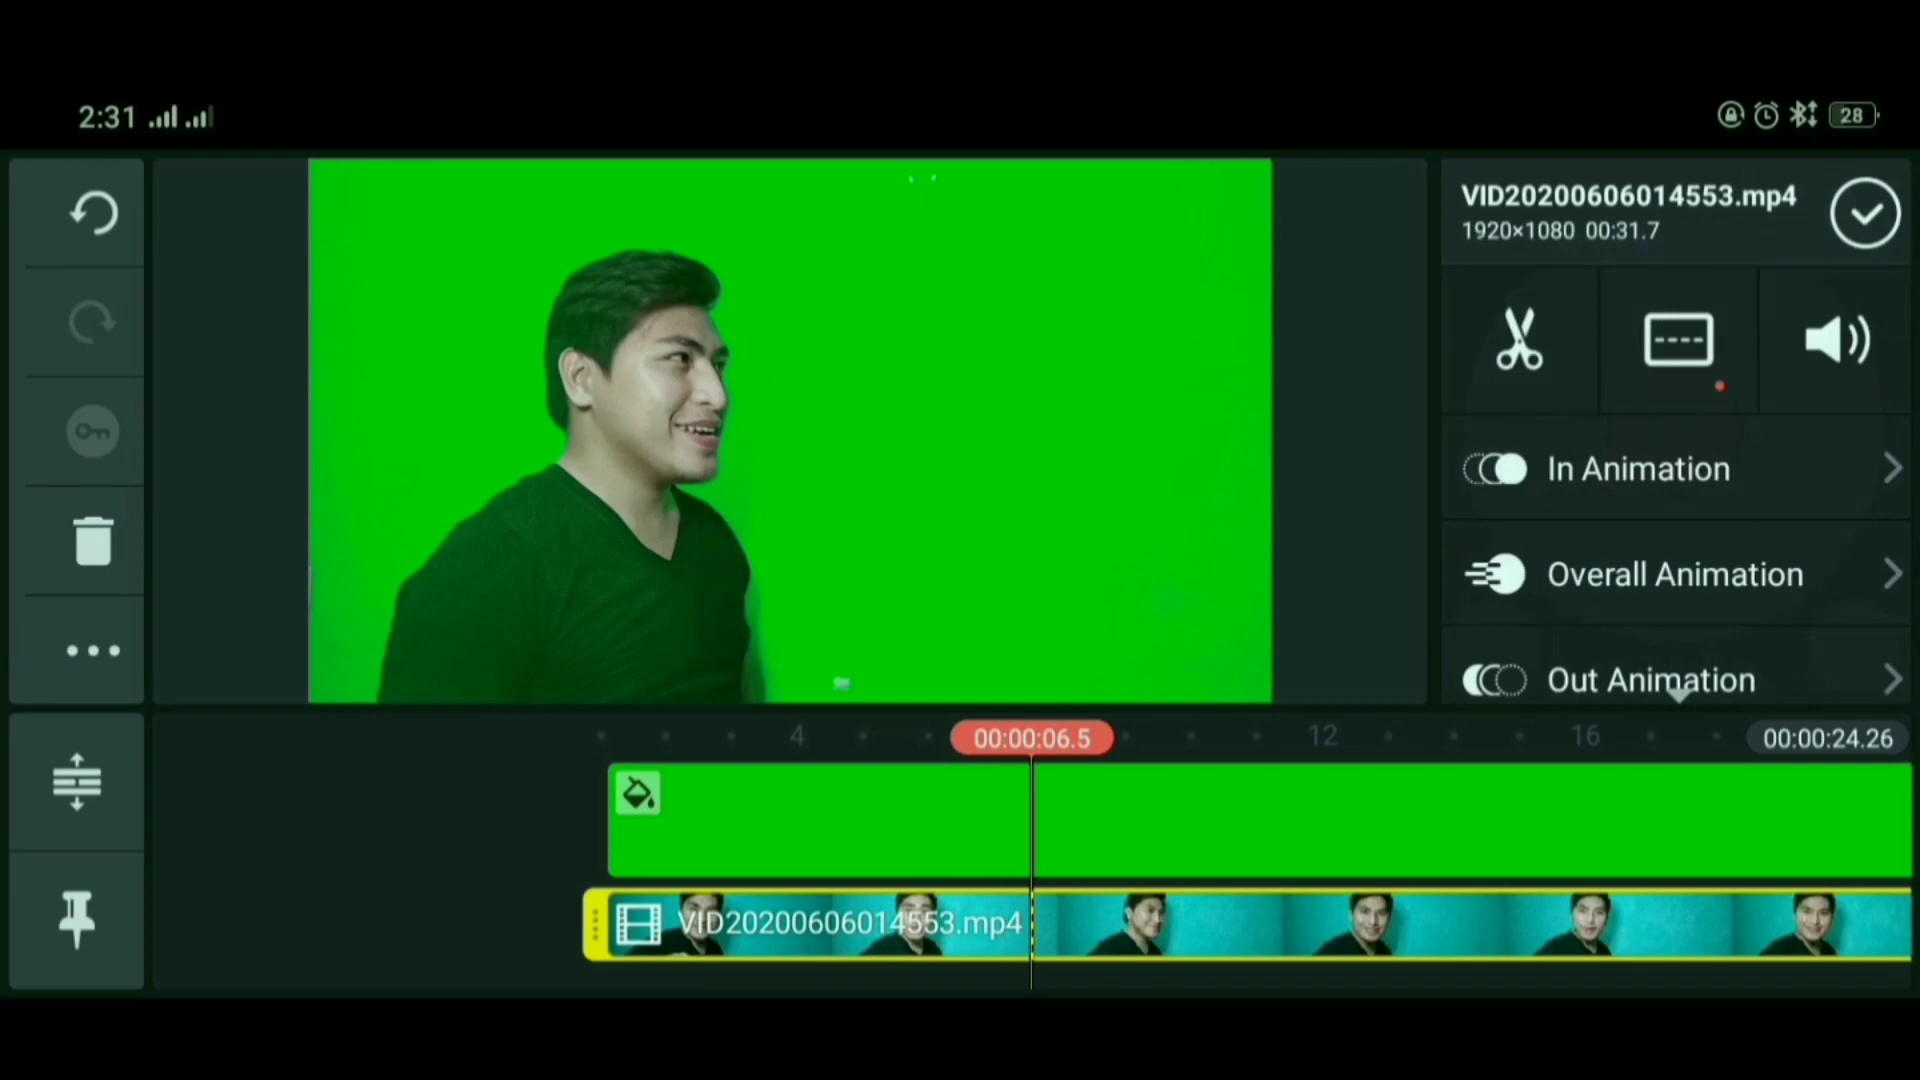 2:31
28
VID20200606014553.mp4
1920×1080 00:31.7
In Animation
Overall Animation
Out Animation
4
00:00:06.5
12
16
00:00:24.26
VID20200606014553.mp4